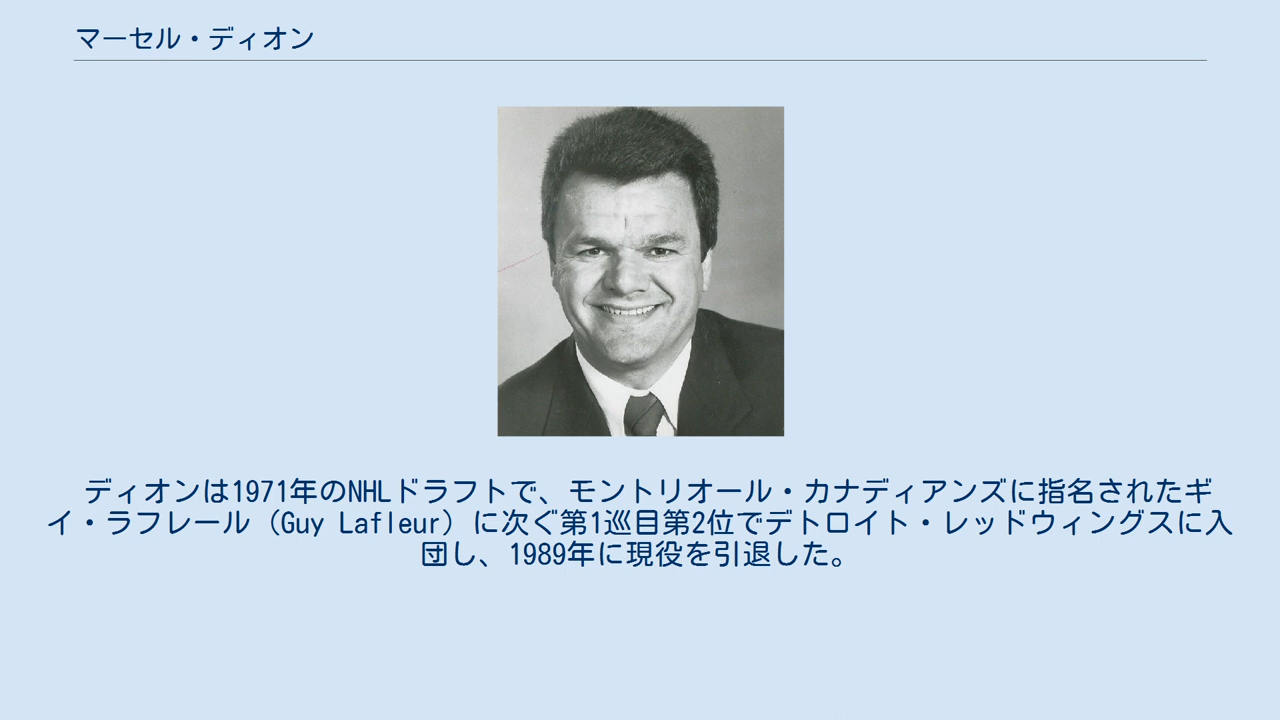 マーセル・ディオン
ディオンは1971年のNHLドラフトで、モントリオール・カナディアンズに指名されたギ
イ・ラフレール（Guy Lafleur）に次ぐ第1巡目第2位でデトロイト・レッドウィングスに入
団し、1989年に現役を引退した。